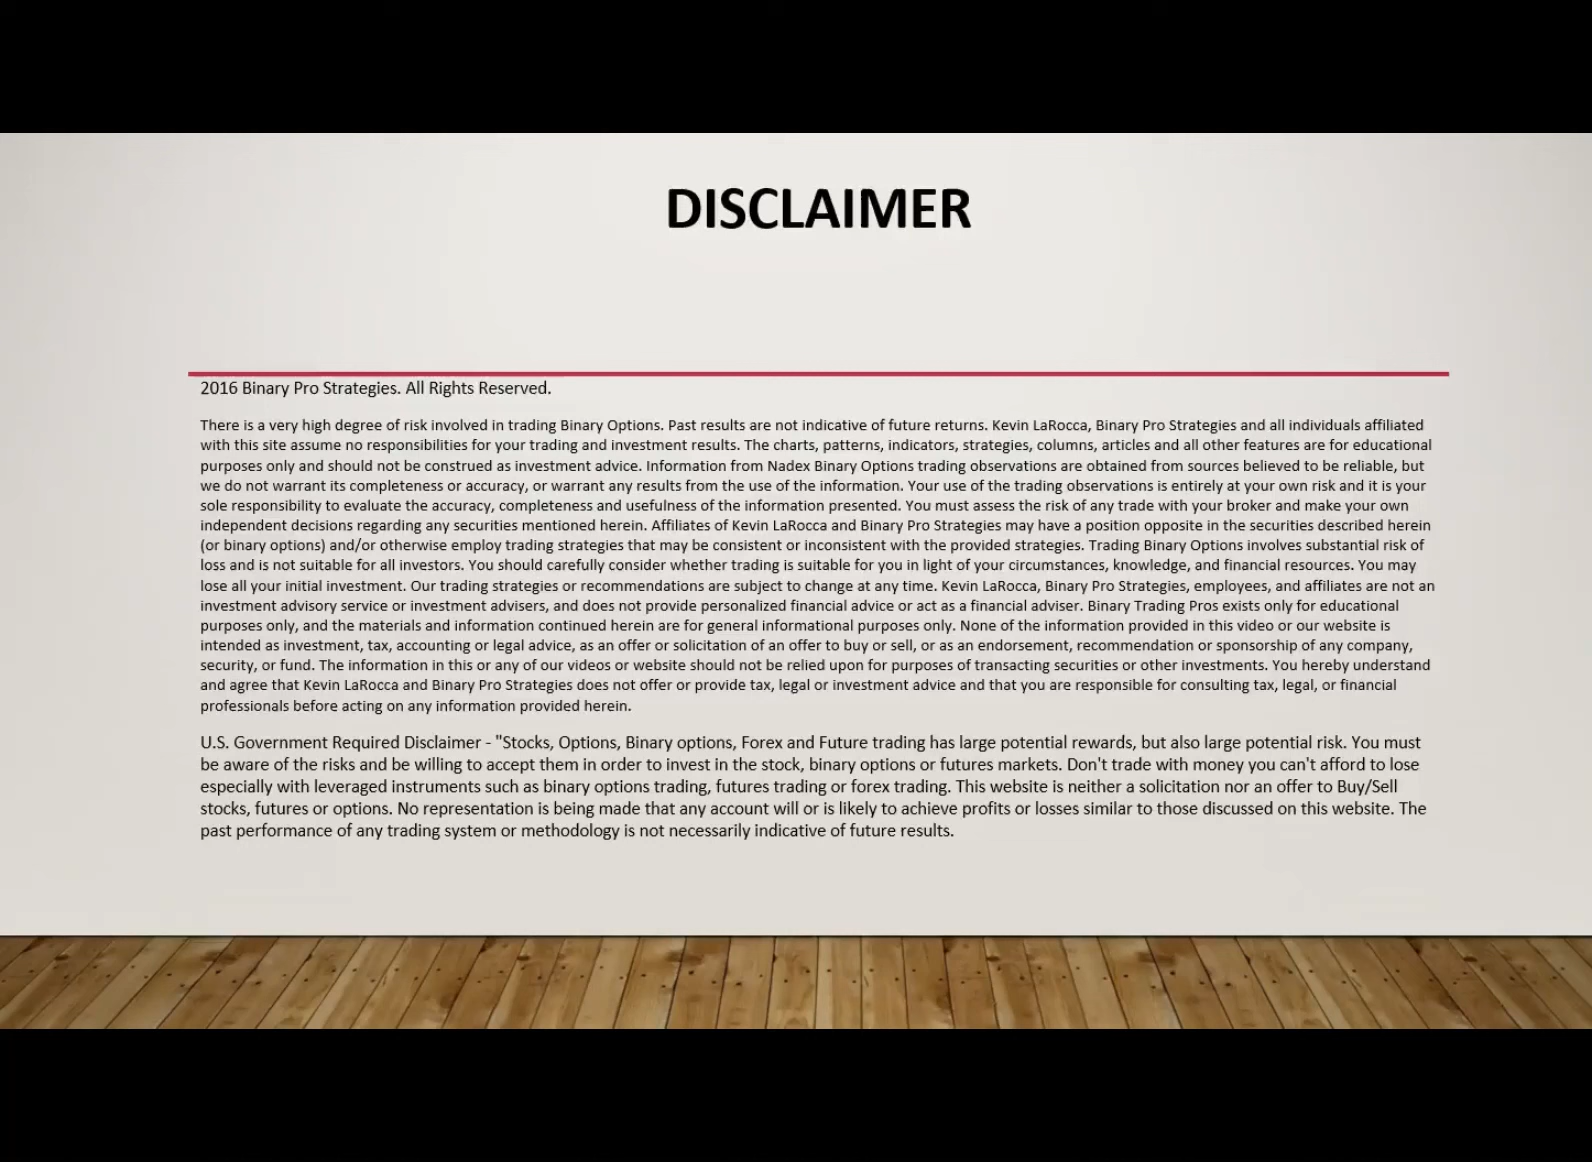 DISCLAIMER
2016 Binary Pro Strategies. All Rights Reserved.
There is a very high degree of risk involved in trading Binary Options. Past results are not indicative of future returns. Kevin LaRocca, Binary Pro Strategies and all individuals affiliated
with this site assume no responsibilities for your trading and investment results. The charts, patterns, indicators, strategies, columns, articles and all other features are for educational
purposes only and should not be construed as investment advice. Information from Nadex Binary Options trading observations are obtained from sources believed to be reliable, but
we do not warrant its completeness or accuracy, or warrant any results from the use of the information. Your use of the trading observations is entirely at your own risk and it is your
sole responsibility to evaluate the accuracy, completeness and usefulness of the information presented. You must assess the risk of any trade with your broker and make your own
independent decisions regarding any securities mentioned herein. Affiliates of Kevin LaRocca and Binary Pro Strategies may have a position opposite in the securities described herein
(or binary options) and/or otherwise employ trading strategies that may be consistent or inconsistent with the provided strategies. Trading Binary Options involves substantial risk of
loss and is not suitable for all investors. You should carefully consider whether trading is suitable for you in light of your circumstances, knowledge, and financial resources. You may
lose all your initial investment. Our trading strategies or recommendations are subject to change at any time. Kevin LaRocca, Binary Pro Strategies, employees, and affiliates are not an
investment advisory service or investment advisers, and does not provide personalized financial advice or act as a financial adviser. Binary Trading Pros exists only for educational
purposes only, and the materials and information continued herein are for general informational purposes only. None of the information provided in this video or our website is
intended as investment, tax, accounting or legal advice, as an offer or solicitation of an offer to buy or sell, or as an endorsement, recommendation or sponsorship of any company,
security, or fund. The information in this or any of our videos or website should not be relied upon for purposes of transacting securities or other investments. You hereby understand
and agree that Kevin LaRocca and Binary Pro Strategies does not offer or provide tax, legal or investment advice and that you are responsible for consulting tax, legal, or financial
professionals before acting on any information provided herein.
U.S. Government Required Disclaimer - "Stocks, Options, Binary options, Forex and Future trading has large potential rewards, but also large potential risk. You must
be aware of the risks and be willing to accept them in order to invest in the stock, binary options or futures markets. Don't trade with money you can't afford to lose
especially with leveraged instruments such as binary options trading, futures trading or forex trading. This website is neither a solicitation nor an offer to Buy/Sell
stocks, futures or options. No representation is being made that any account will or is likely to achieve profits or losses similar to those discussed on this website. The
past performance of any trading system or methodology is not necessarily indicative of future results.